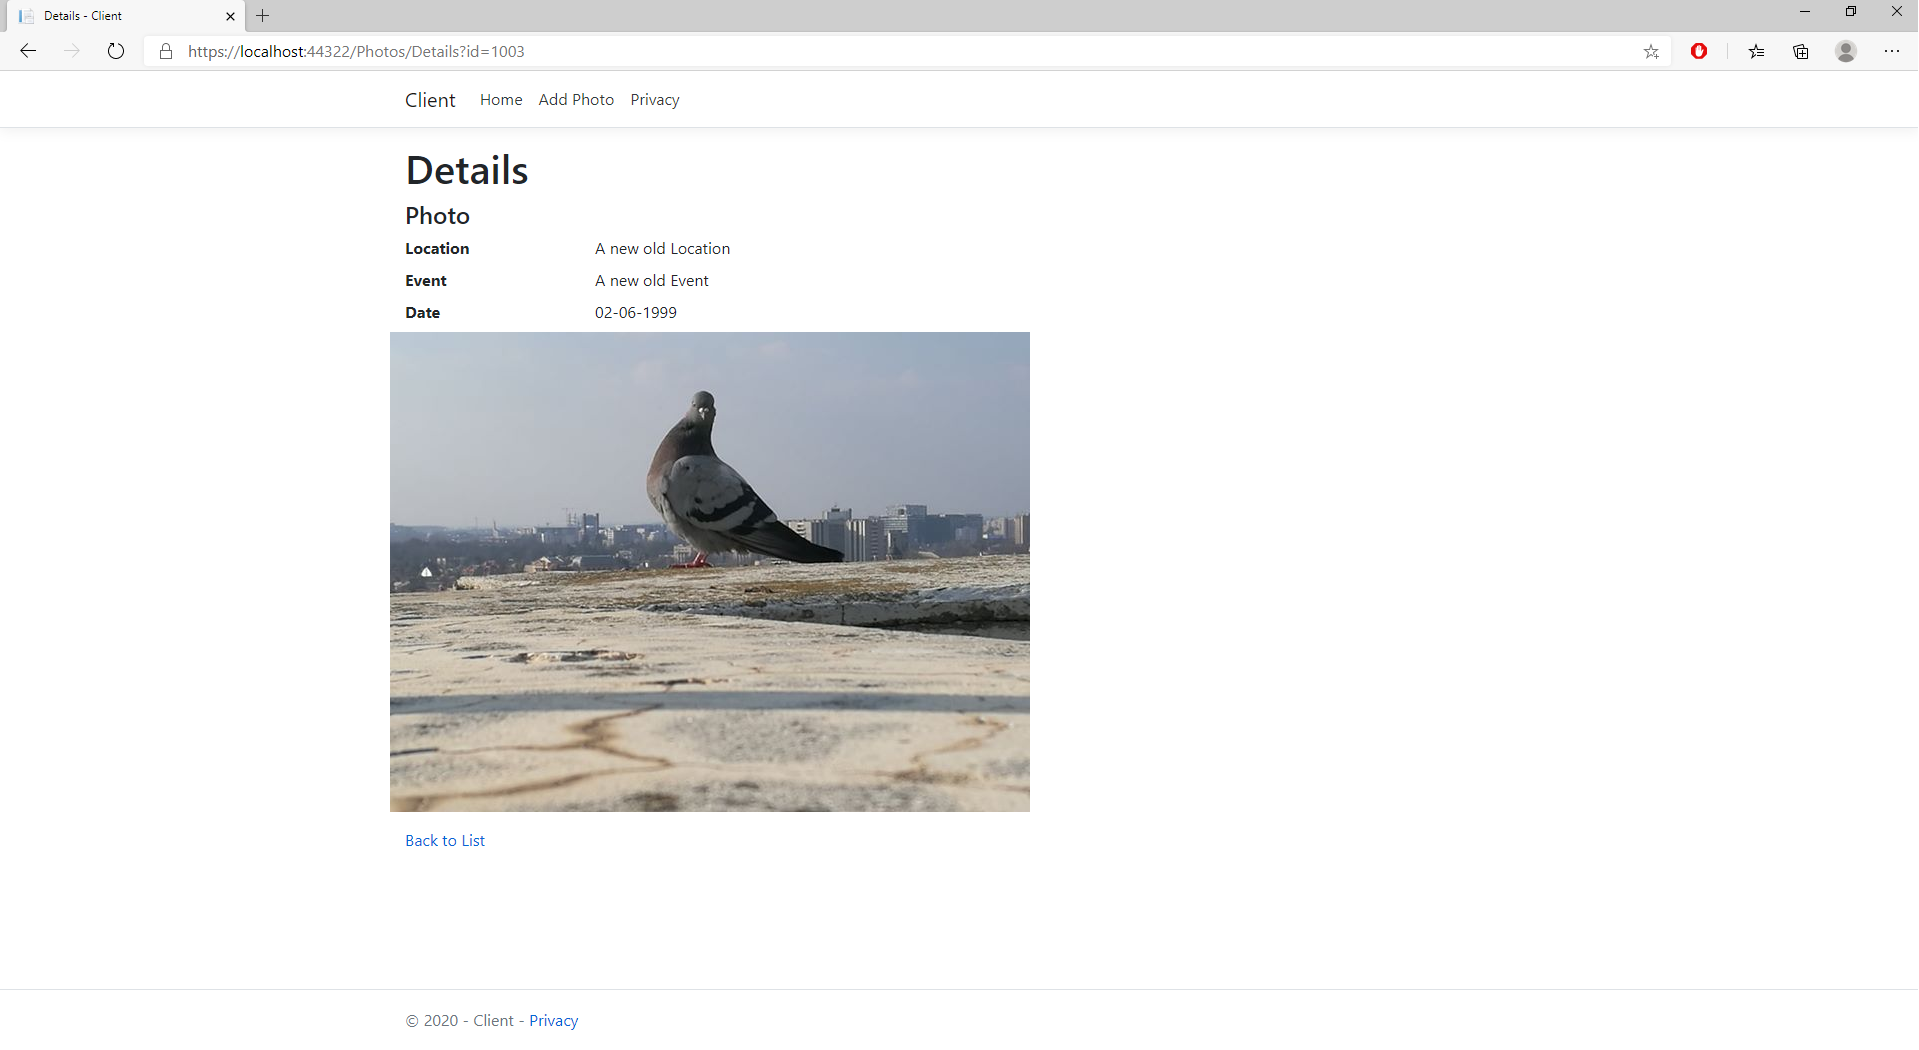 Details - Client
https://localhost:44322/Photos/Details?id=1003
Client Home Add Photo Privacy
Details
Photo
Location A new old Location
Event A new old Event
Date 02-06-1999
Back to List
© 2020 - Client - Privacy